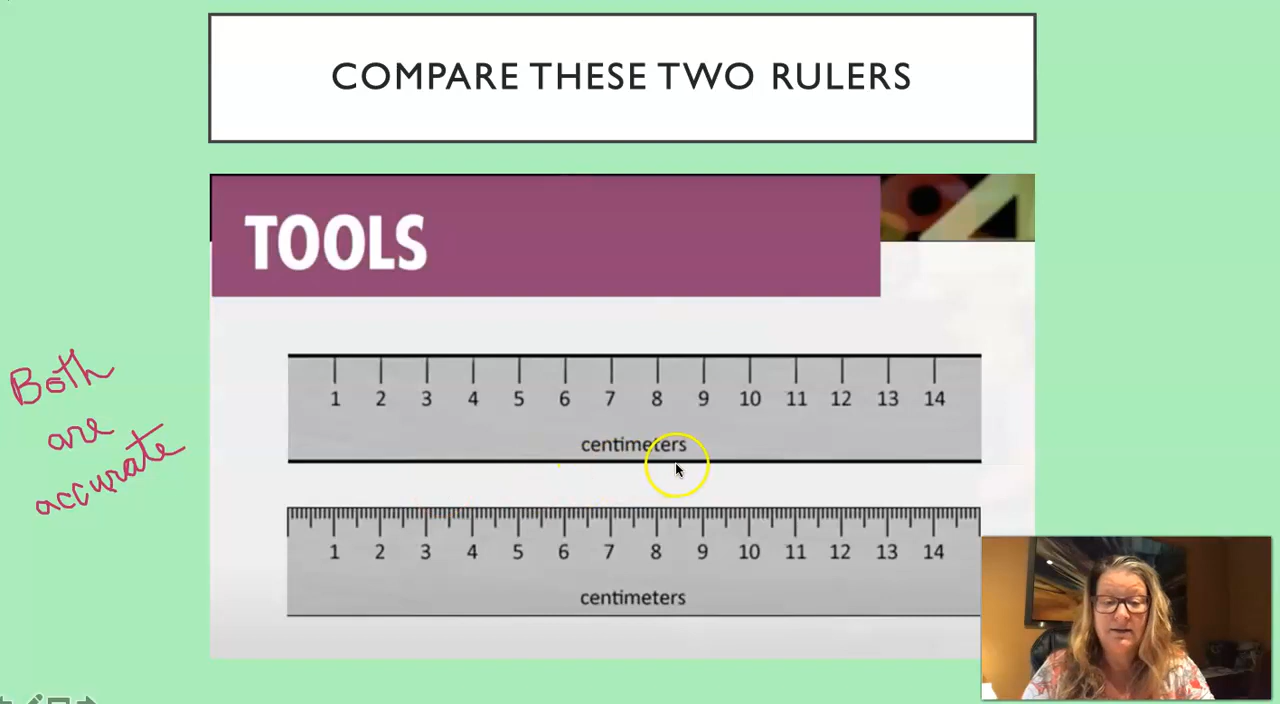 COMPARE THESE TWO RULERS
TOOLS
1 2 3 4 5 6 7 8 9 10 11 12 13 14
centimeters
Both
are
accurate
1 2 3 4 5 6 7 8 9 10 11 12 13 14
centimeters